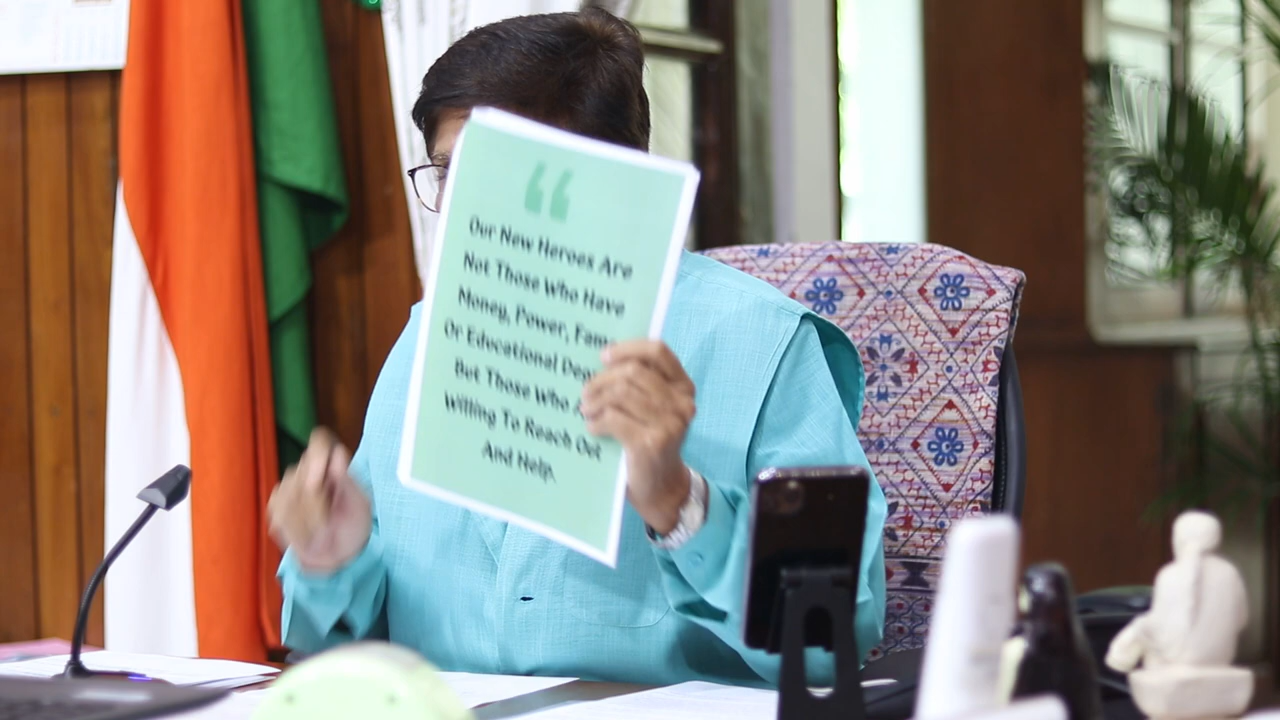 “
Our New Heroes Are
Not Those Who Have
Money, Power, Fame
Or Educational
But Those Who
Willing To Reach Out
And Help.